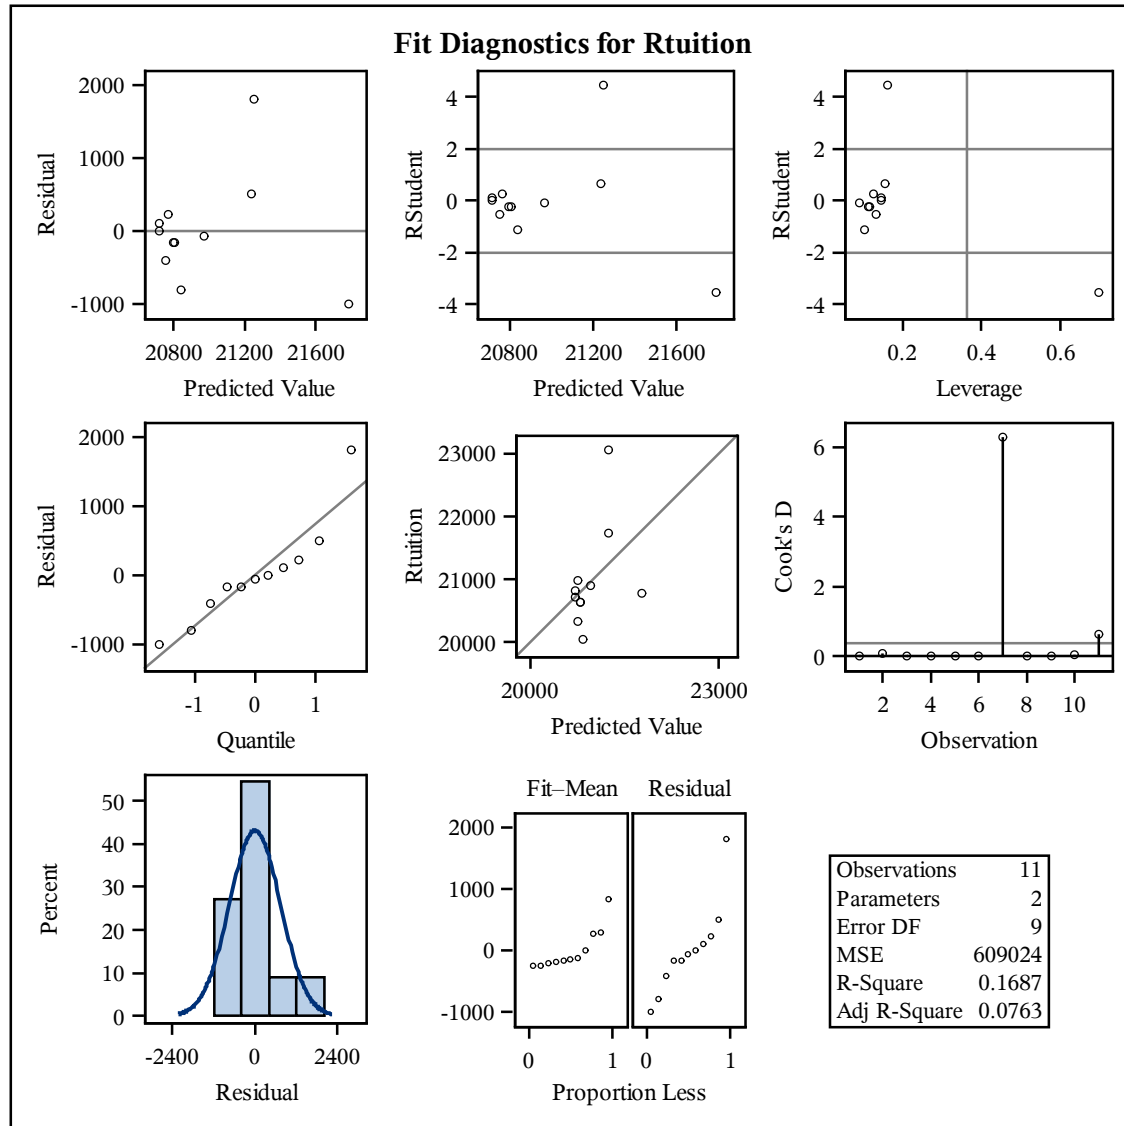 Fit Diagnostics for Rtuition
2000
1000
0
-1000
Residual
20800 21200 21600
Predicted Value
4
2
0
-2
-4
RStudent
20800 21200 21600
Predicted Value
4
2
0
-2
-4
RStudent
0.2 0.4 0.6
Leverage
2000
1000
0
-1000
Residual
-1 0 1
Quantile
23000
22000
21000
20000
Rtuition
20000 23000
Predicted Value
6
4
2
0
Cook's D
2 4 6 8 10
Observation
50
40
30
20
10
0
Percent
-2400 0 2400
Residual
Fit–Mean Residual
2000
1000
0
-1000
0 1 0 1
Proportion Less
Observations 11
Parameters 2
Error DF 9
MSE 609024
R-Square 0.1687
Adj R-Square 0.0763